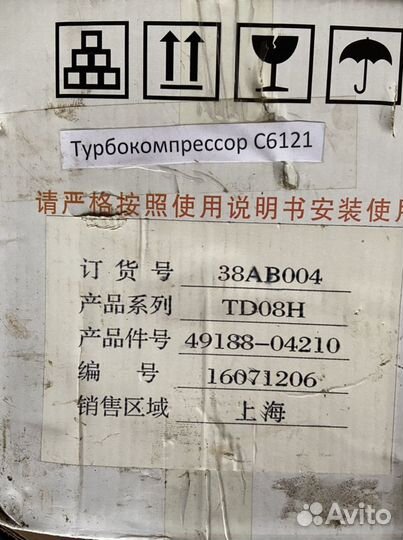 Турбокомпрессор С6121
请严格按照使用说明书安装使用
订 货 号 38AB004
产品系列 TD08H
产品件号 49188-04210
编 号 16071206
销售区域 上海
Avito